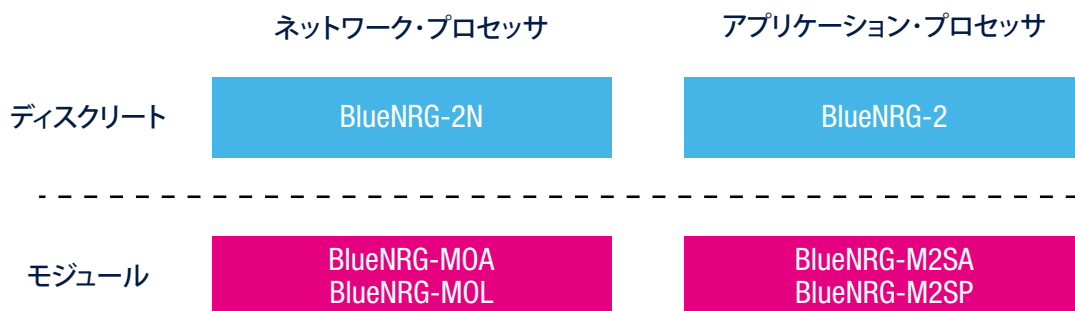 ネットワーク・プロセッサ
アプリケーション・プロセッサ
ディスクリート
BlueNRG-2N
BlueNRG-2
モジュール
BlueNRG-MOA
BlueNRG-MOL
BlueNRG-M2SA
BlueNRG-M2SP